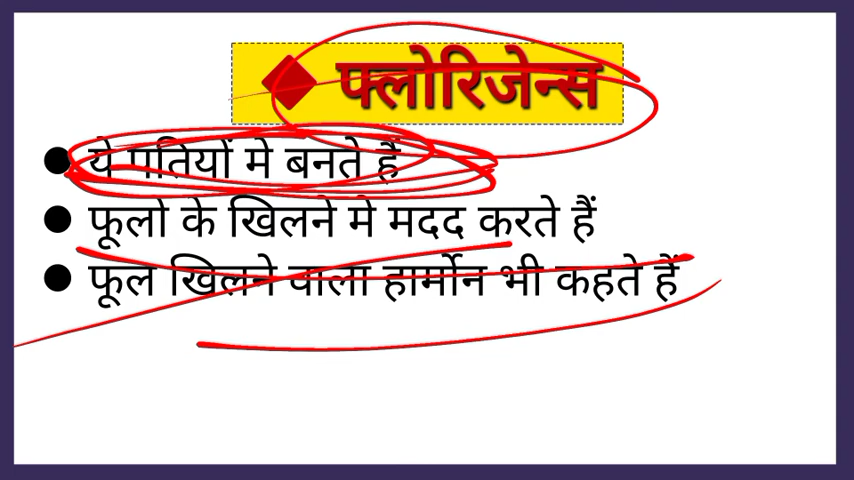 फ्लोरिजेन्स
ये पतियों मे बनते हैं
फूलो के खिलने मे मदद करते हैं
फूल खिलने वाला हार्मोन भी कहते हैं